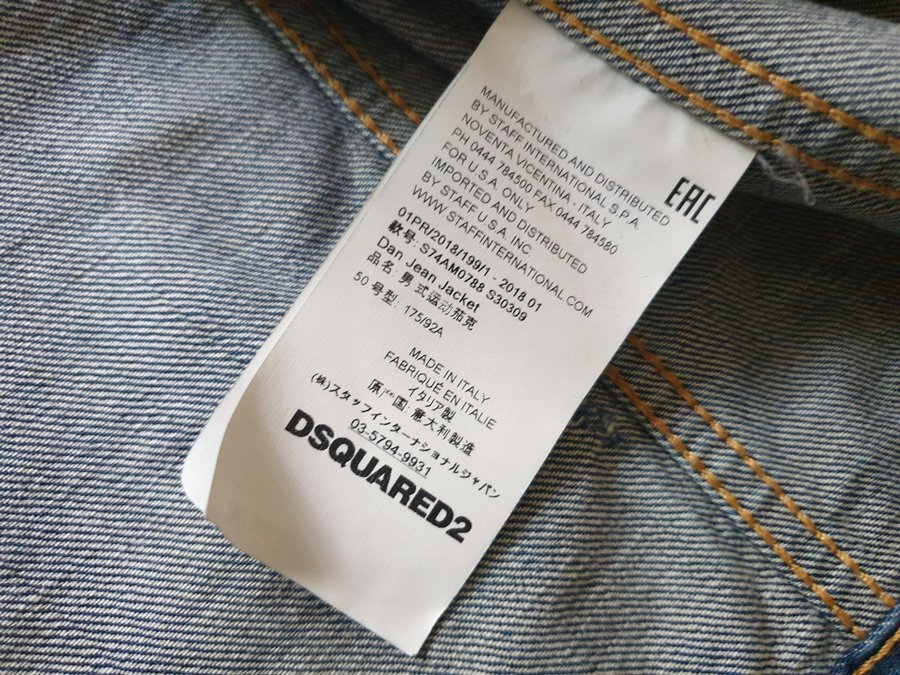 MANUFACTURED AND DISTRIBUTED
BY STAFF INTERNATIONAL S.P.A.
NOVENTA VICENTINA - ITALY
PH 0444 784500 FAX 0444 784580
FOR U.S.A. ONLY
IMPORTED AND DISTRIBUTED
BY STAFF U.S.A. INC.
WWW.STAFFINTERNATIONAL.COM
EAC
01PR/2018/199/1 - 2018 01
款号: S74AM0788 S30309
Dan Jean Jacket
品名: 男式运动茄克
50 号型: 175/92A
MADE IN ITALY
FABRIQUÉ EN ITALIE
イタリア製
国: 意大利製造
(株)スタッフインターナショナルジャパン
03-5794-9931
DSQUARED2